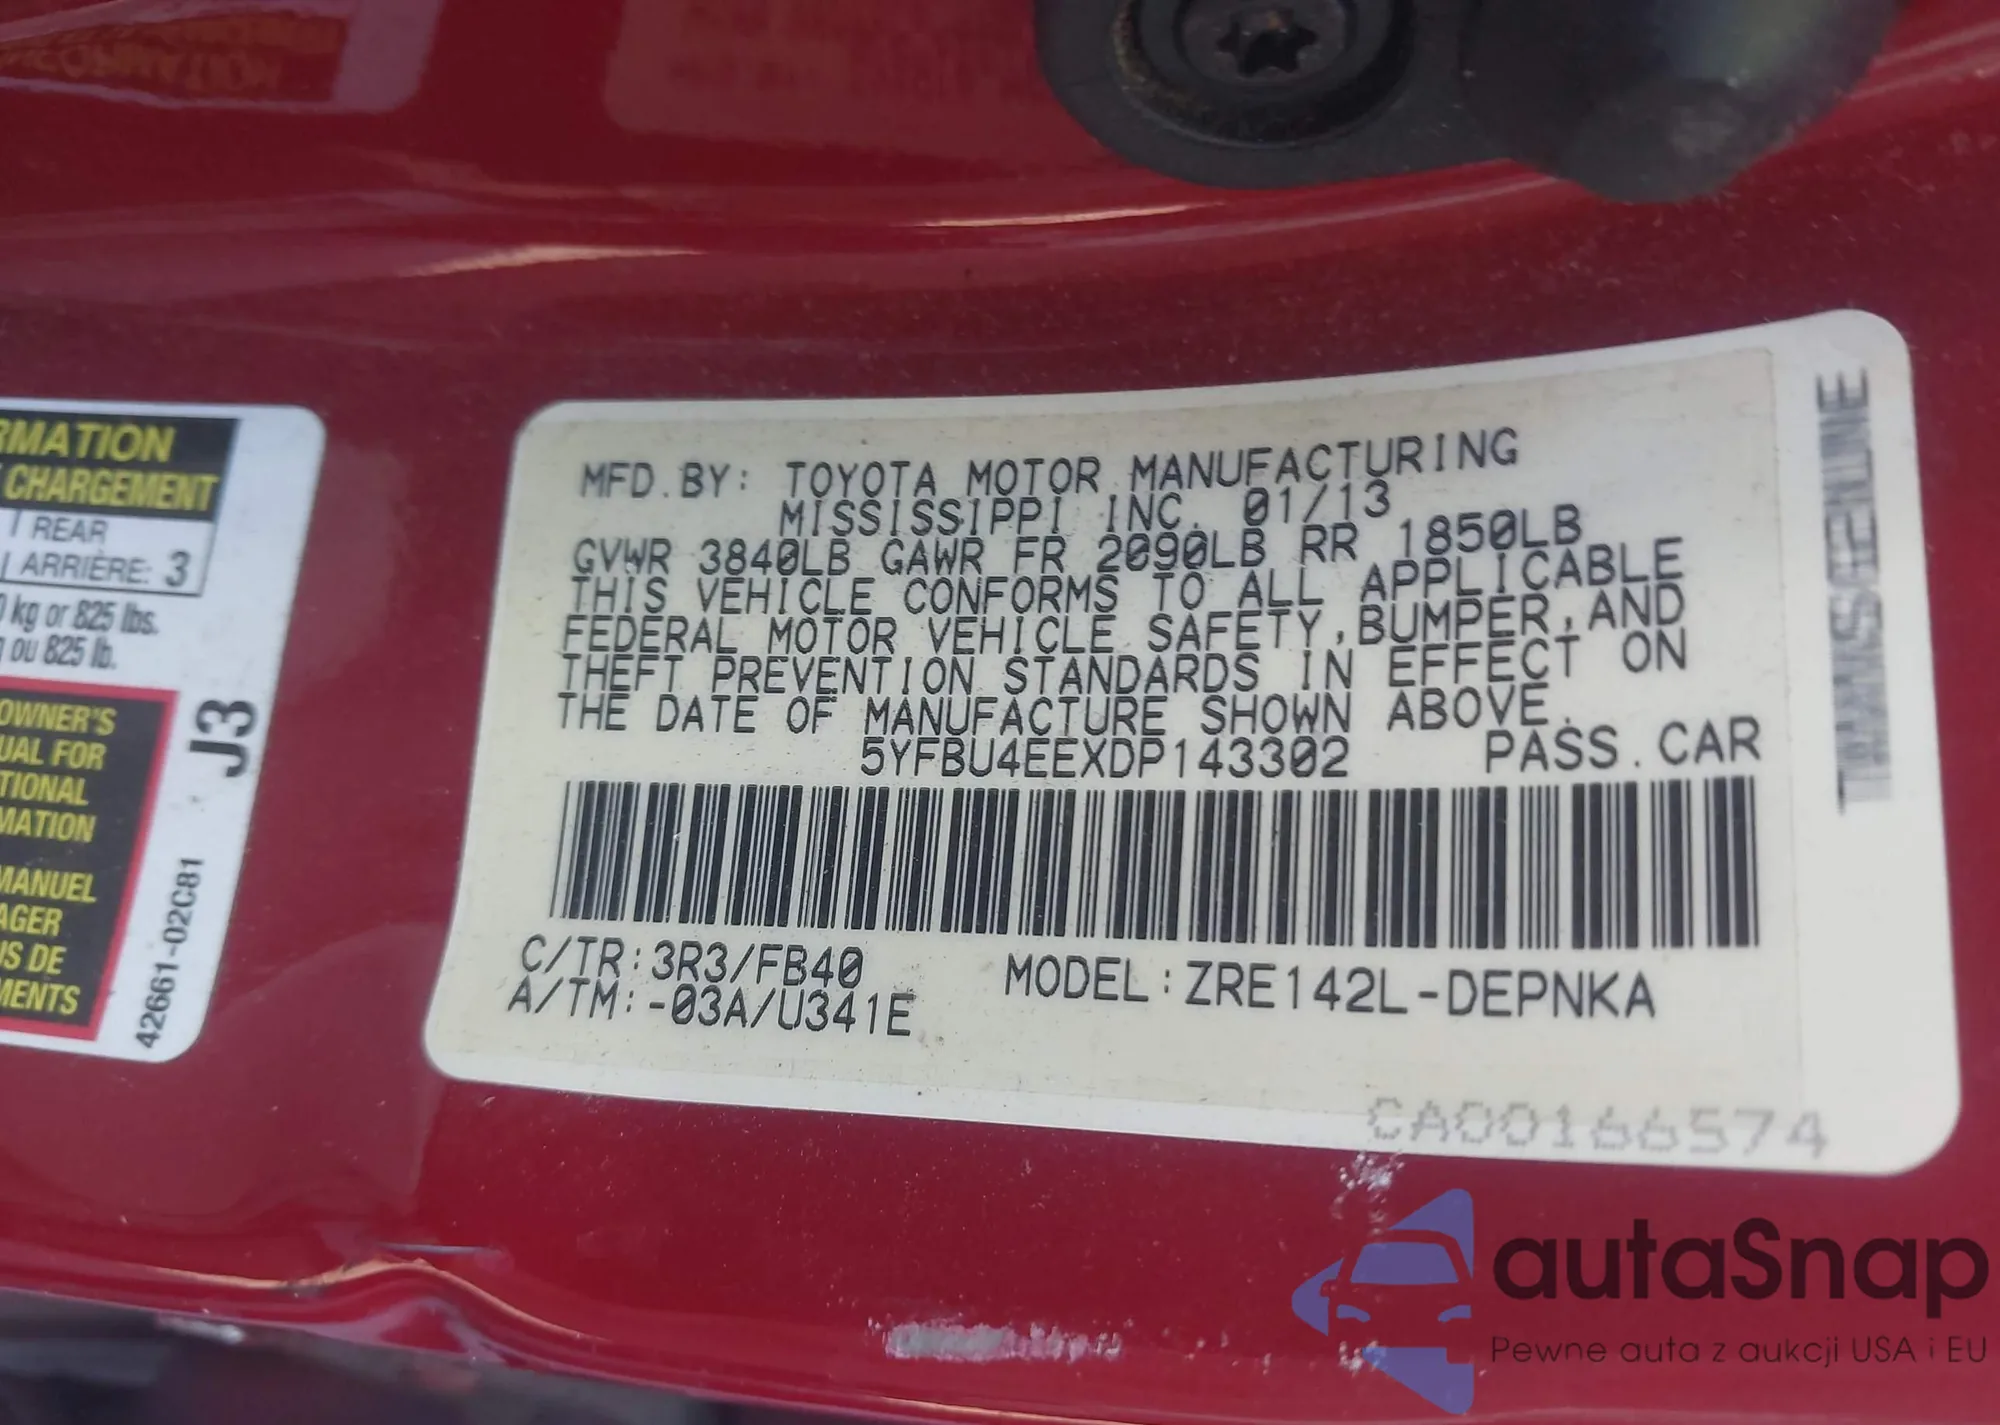 RMATION
CHARGEMENT
REAR
ARRIÈRE: 3
kg or 825 lbs.
ou 825 lb.
OWNER'S
UAL FOR
TIONAL
MATION
MANUEL
AGER
US DE
MENTS
J3
42661-02C81
MFD.BY: TOYOTA MOTOR MANUFACTURING
MISSISSIPPI INC. 01/13
GVWR 3840LB GAWR FR 2090LB RR 1850LB
THIS VEHICLE CONFORMS TO ALL APPLICABLE
FEDERAL MOTOR VEHICLE SAFETY,BUMPER,AND
THEFT PREVENTION STANDARDS IN EFFECT ON
THE DATE OF MANUFACTURE SHOWN ABOVE.
5YFBU4EEXDP143302 PASS.CAR
C/TR:3R3/FB40 MODEL:ZRE142L-DEPNKA
A/TM:-03A/U341E
CA00166574
autaSnap
Pewne auta z aukcji USA i EU